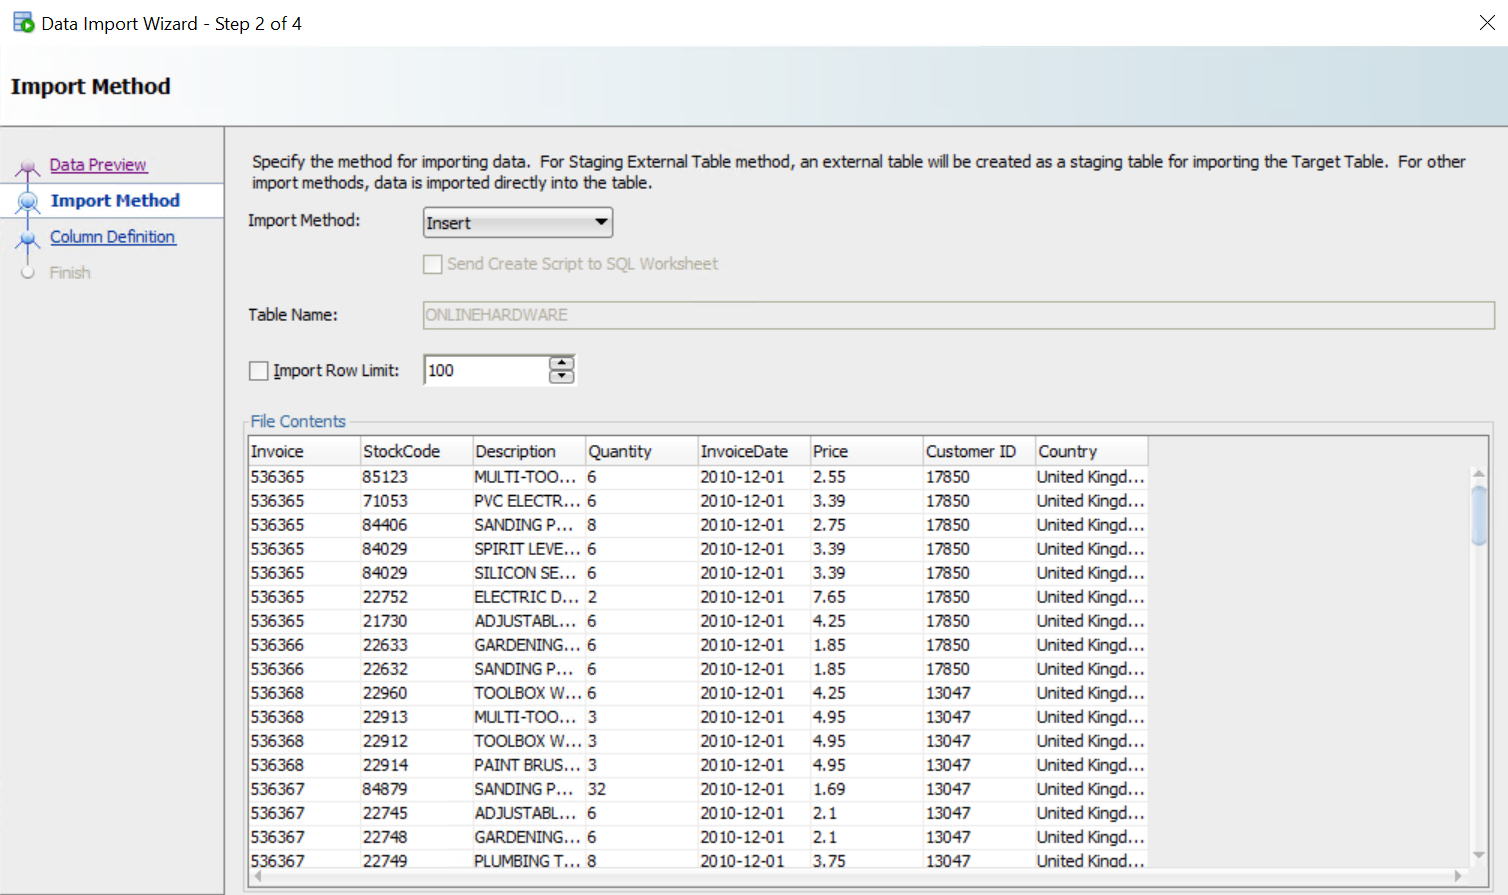 Data Import Wizard - Step 2 of 4
Import Method
Data Preview
Import Method
Column Definition
Finish
Specify the method for importing data. For Staging External Table method, an external table will be created as a staging table for importing the Target Table. For other
import methods, data is imported directly into the table.
Import Method: Insert
Send Create Script to SQL Worksheet
Table Name: ONLINEHARDWARE
Import Row Limit: 100
File Contents
Invoice StockCode Description Quantity InvoiceDate Price Customer ID Country
536365 85123 MULTI-TOO... 6 2010-12-01 2.55 17850 United Kingd...
536365 71053 PVC ELECTR... 6 2010-12-01 3.39 17850 United Kingd...
536365 84406 SANDING P... 8 2010-12-01 2.75 17850 United Kingd...
536365 84029 SPIRIT LEVE... 6 2010-12-01 3.39 17850 United Kingd...
536365 84029 SILICON SE... 6 2010-12-01 3.39 17850 United Kingd...
536365 22752 ELECTRIC D... 2 2010-12-01 7.65 17850 United Kingd...
536365 21730 ADJUSTABL... 6 2010-12-01 4.25 17850 United Kingd...
536366 22633 GARDENING... 6 2010-12-01 1.85 17850 United Kingd...
536366 22632 SANDING P... 6 2010-12-01 1.85 17850 United Kingd...
536368 22960 TOOLBOX W... 6 2010-12-01 4.25 13047 United Kingd...
536368 22913 MULTI-TOO... 3 2010-12-01 4.95 13047 United Kingd...
536368 22912 TOOLBOX W... 3 2010-12-01 4.95 13047 United Kingd...
536368 22914 PAINT BRUS... 3 2010-12-01 4.95 13047 United Kingd...
536367 84879 SANDING P... 32 2010-12-01 1.69 13047 United Kingd...
536367 22745 ADJUSTABL... 6 2010-12-01 2.1 13047 United Kingd...
536367 22748 GARDENING... 6 2010-12-01 2.1 13047 United Kingd...
536367 22749 PLUMBING T... 8 2010-12-01 3.75 13047 United Kingd...